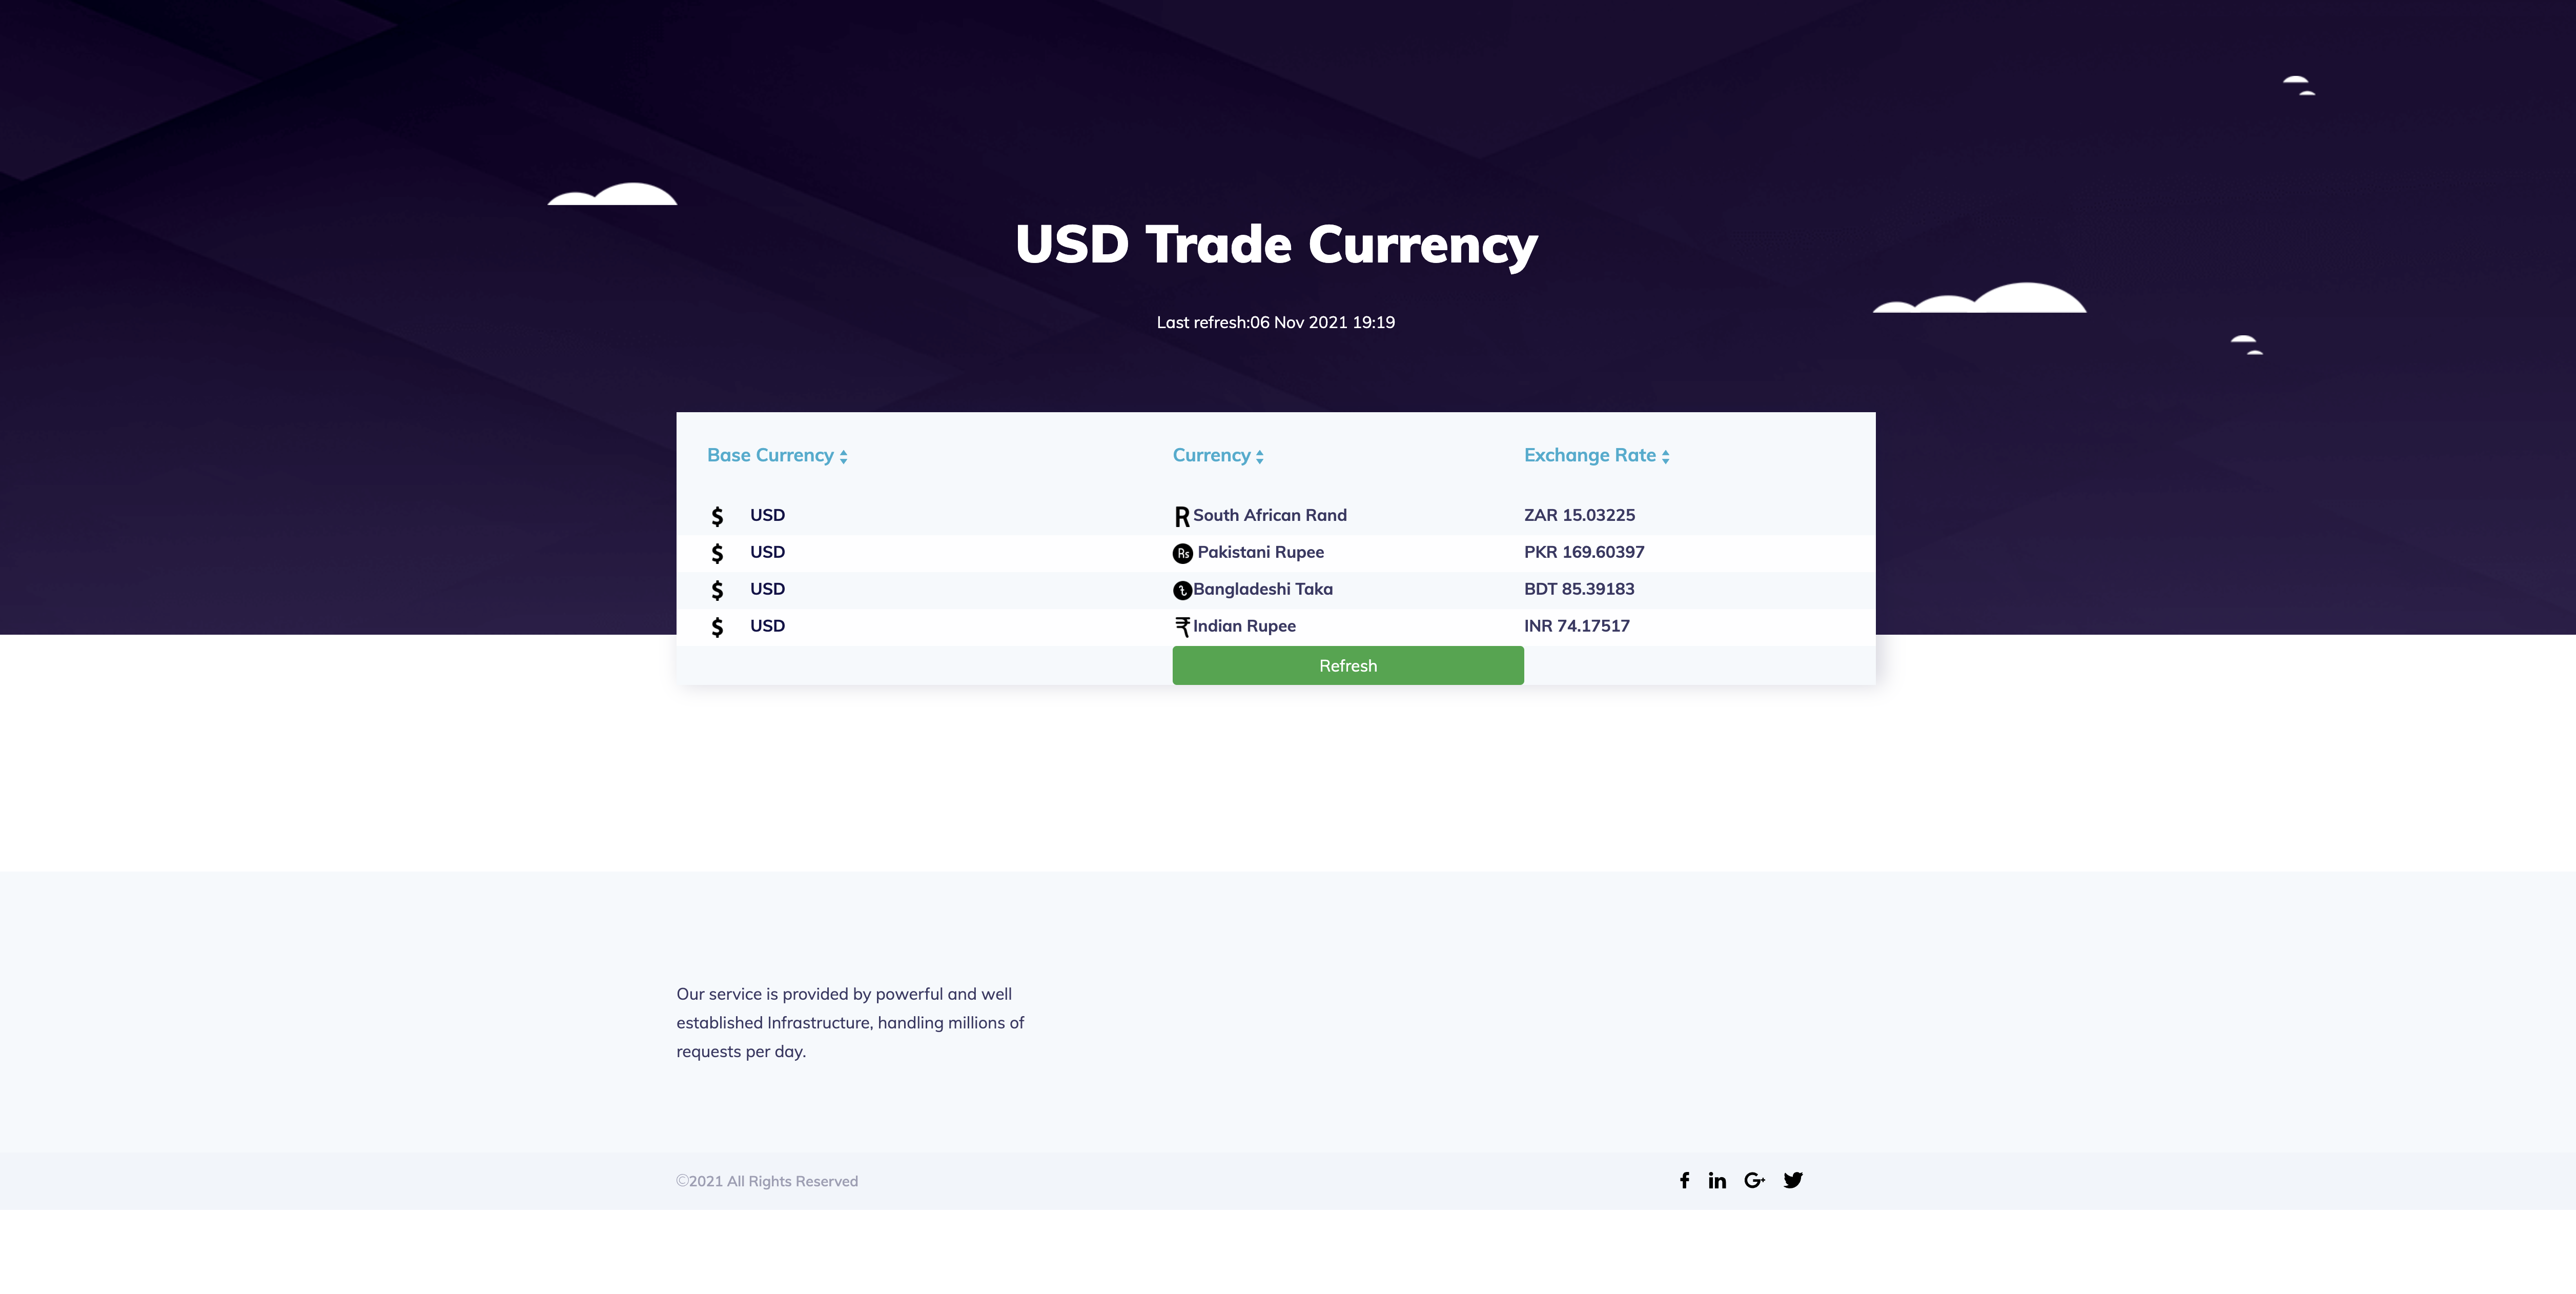 USD Trade Currency
Last refresh:06 Nov 2021 19:19
Base Currency Currency Exchange Rate
$ USD R South African Rand ZAR 15.03225
$ USD Rs Pakistani Rupee PKR 169.60397
$ USD ৳ Bangladeshi Taka BDT 85.39183
$ USD ₹ Indian Rupee INR 74.17517
Refresh
Our service is provided by powerful and well
established Infrastructure, handling millions of
requests per day.
©2021 All Rights Reserved